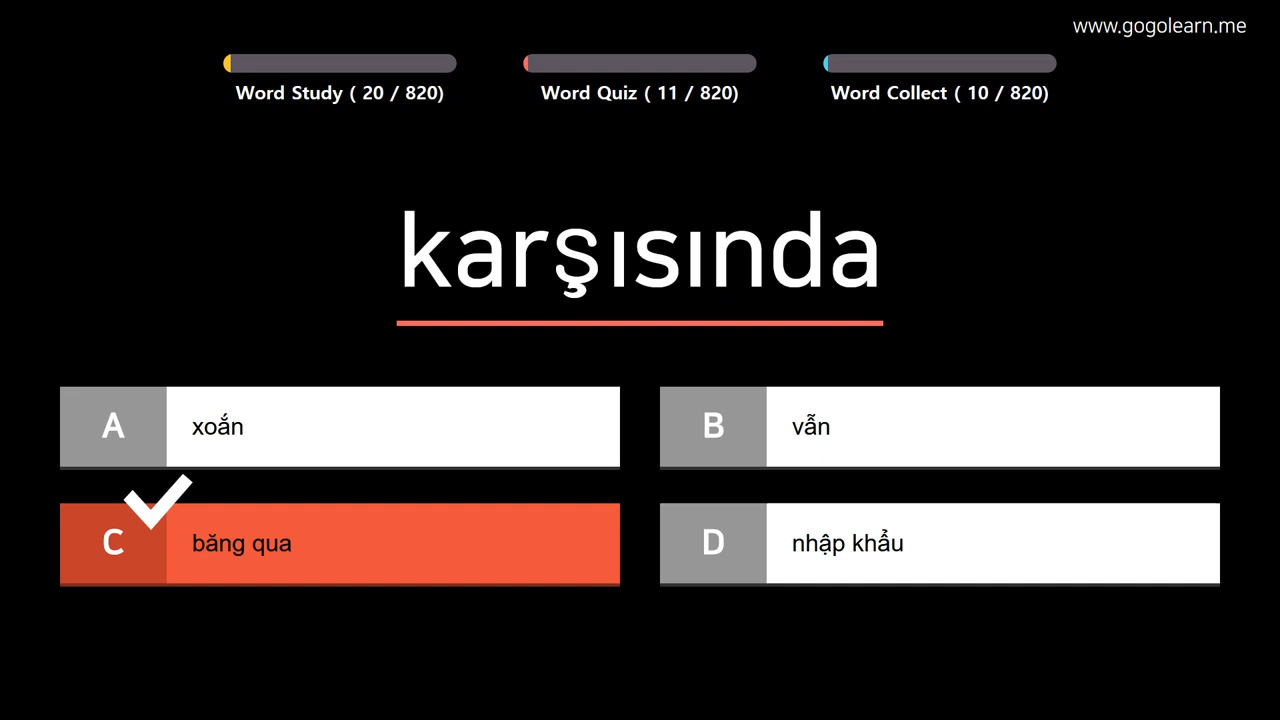 www.gogolearn.me
Word Study ( 20 / 820)
Word Quiz ( 11 / 820)
Word Collect ( 10 / 820)
karşısında
A xoắn
B vẫn
C băng qua
D nhập khẩu